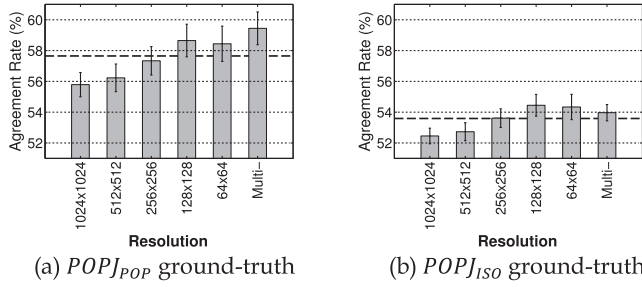 60
58
56
54
52
Agreement Rate (%)
1024x1024
512x512
256x256
128x128
64x64
Multi-
Resolution
(a) POPJ_POP ground-truth
60
58
56
54
52
Agreement Rate (%)
1024x1024
512x512
256x256
128x128
64x64
Multi-
Resolution
(b) POPJ_ISO ground-truth